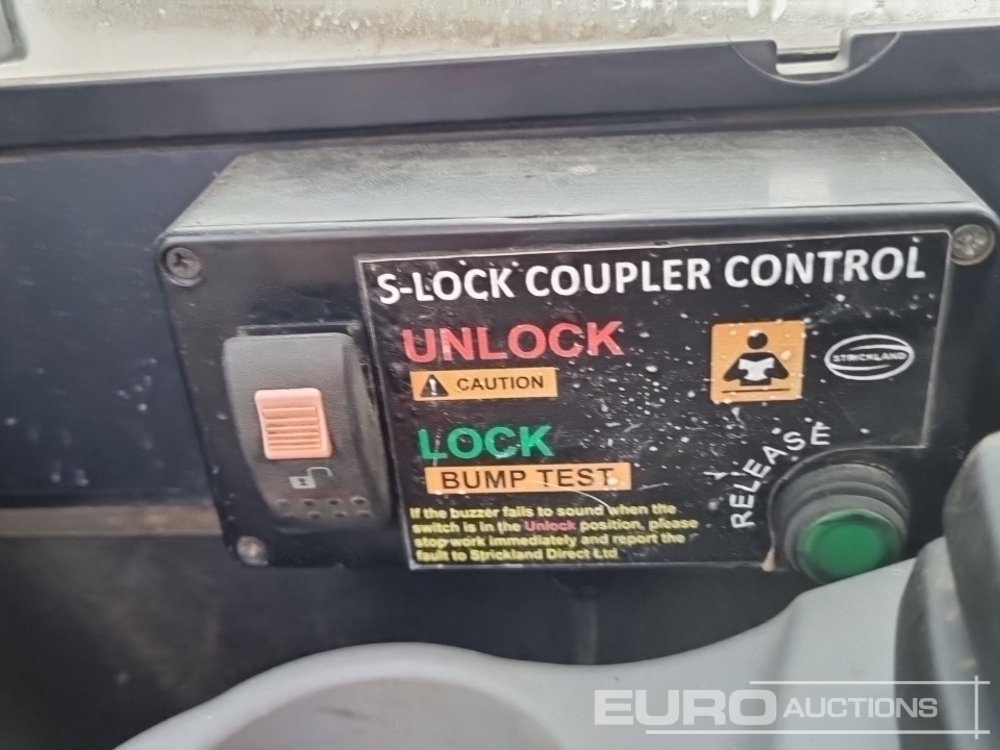 S-LOCK COUPLER CONTROL
UNLOCK
CAUTION
STRICKLAND
LOCK
BUMP TEST
RELEASE
If the buzzer fails to sound when the
switch is in the Unlock position, please
stop work immediately and report the
fault to Strickland Direct Ltd
EURO AUCTIONS